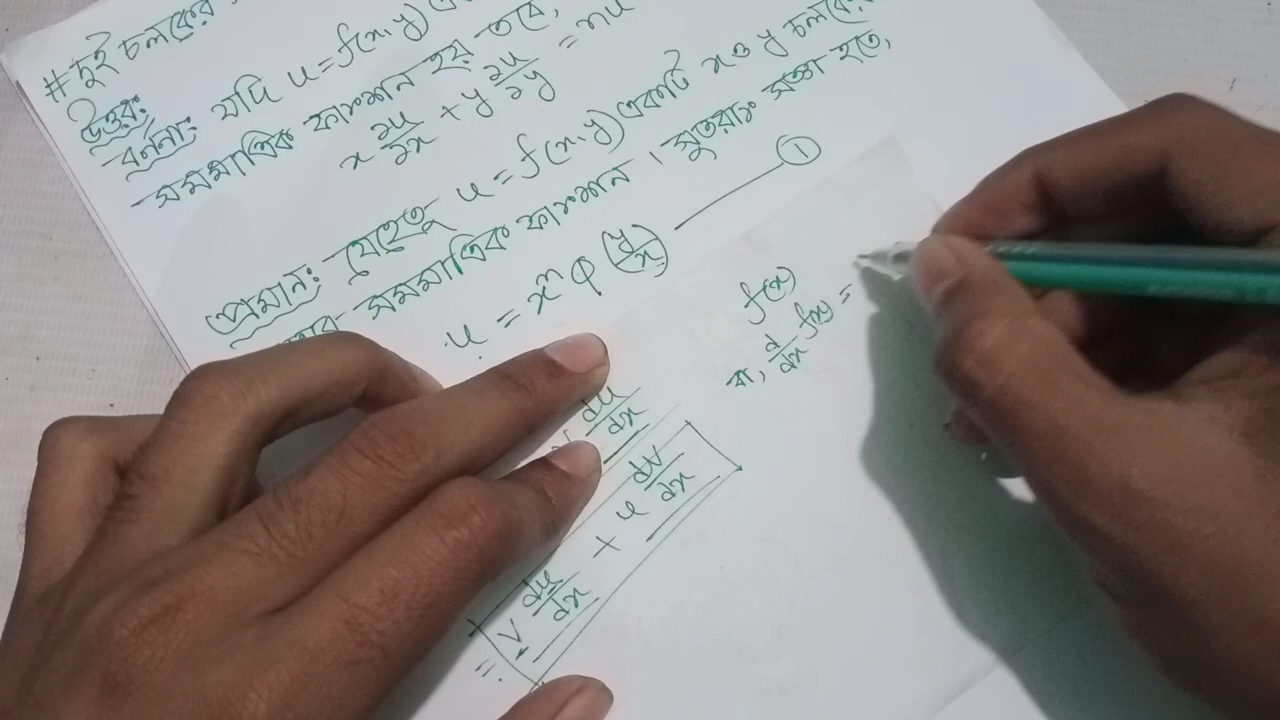 # দুই চলকের
উত্তর:
বর্ণনা: যদি u = f(x, y)
সমমাত্রিক ফাংশন হয় তবে,
x ∂u/∂x + y ∂u/∂y = nu
প্রমান: যেহেতু u = f(x, y) একটি x ও y চলকের
সমমাত্রিক ফাংশন । সুতরাং সংজ্ঞা হতে,
u = xⁿ φ (y/x) ——— ①
du/dx
= v du/dx + u dv/dx
f(x)
বা, d/dx f(x) =